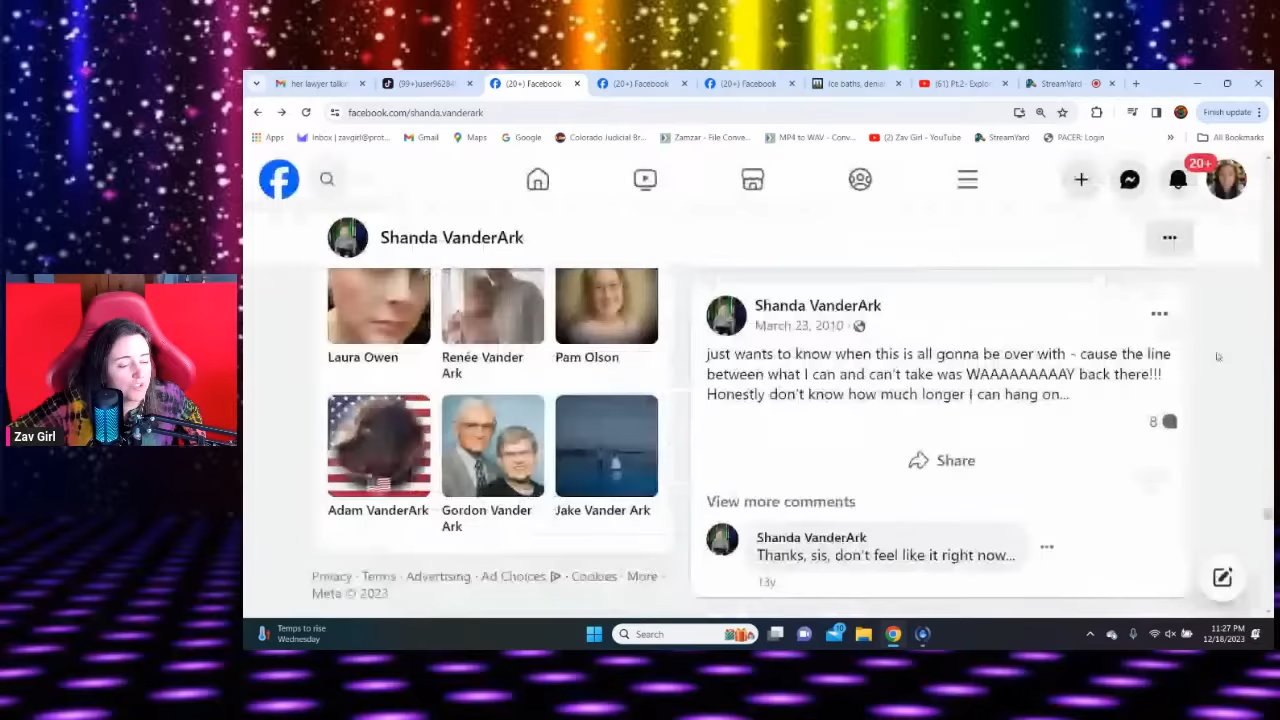 her lawyer talk
(99+)user9628
(20+) Facebook
(20+) Facebook
(20+) Facebook
ice baths, denia
(61) Pt.2- Explor
StreamYard
facebook.com/shanda.vanderark
Finish update
Apps
Inbox | zavgirl@prot...
Gmail
Maps
Google
Colorado Judicial Br...
Zamzar - File Conve...
MP4 to WAV - Conv...
(2) Zav Girl - YouTube
StreamYard
PACER: Login
»
All Bookmarks
20+
Shanda VanderArk
Laura Owen
Renée Vander
Ark
Pam Olson
Adam VanderArk
Gordon Vander
Ark
Jake Vander Ark
Privacy · Terms · Advertising · Ad Choices · Cookies · More ·
Meta © 2023
Shanda VanderArk
March 23, 2010 ·
just wants to know when this is all gonna be over with - cause the line
between what I can and can't take was WAAAAAAAAAY back there!!!
Honestly don't know how much longer I can hang on...
8
Share
View more comments
Shanda VanderArk
Thanks, sis, don't feel like it right now...
13y
Zav Girl
Temps to rise
Wednesday
Search
11:27 PM
12/18/2023